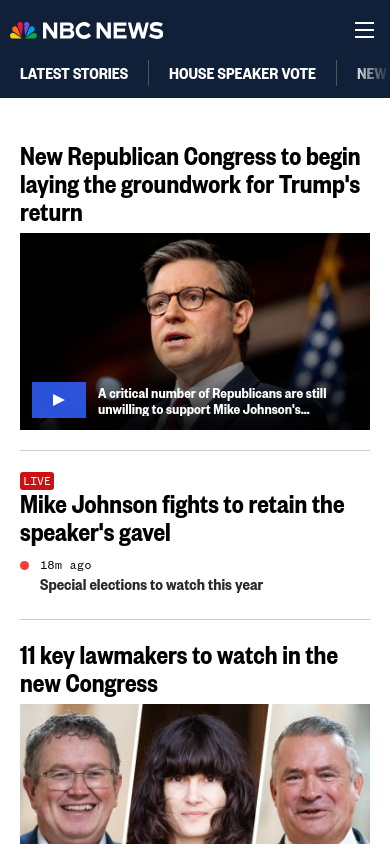 NBC NEWS
LATEST STORIES
HOUSE SPEAKER VOTE
NEW
New Republican Congress to begin
laying the groundwork for Trump's
return
A critical number of Republicans are still
unwilling to support Mike Johnson's...
LIVE
Mike Johnson fights to retain the
speaker's gavel
18m ago
Special elections to watch this year
11 key lawmakers to watch in the
new Congress